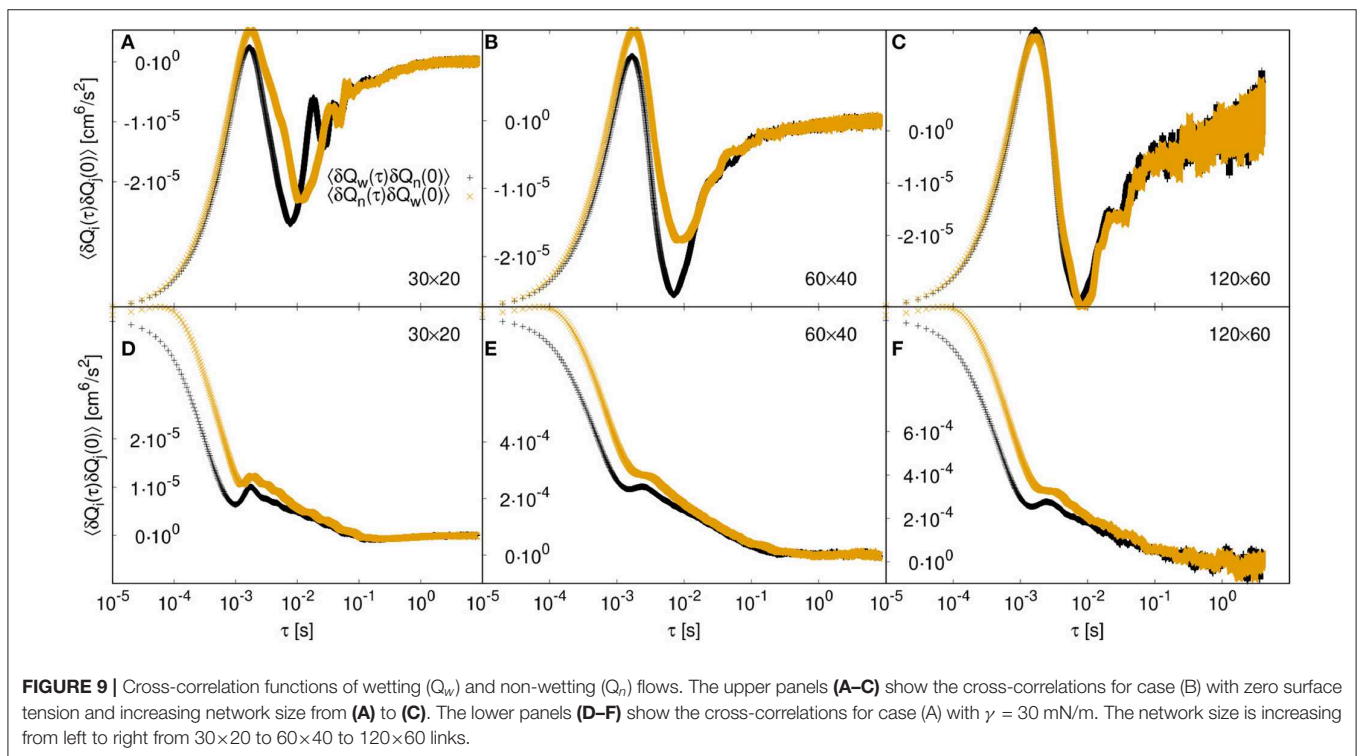 A
B
C
0·10⁰
-1·10⁻⁵
-2·10⁻⁵
⟨δQᵢ(τ)δQⱼ(0)⟩ [cm⁶/s²]
⟨δQ_w(τ)δQ_n(0)⟩ +
⟨δQ_n(τ)δQ_w(0)⟩ ×
30×20
0·10⁰
-1·10⁻⁵
-2·10⁻⁵
60×40
0·10⁰
-1·10⁻⁵
-2·10⁻⁵
120×60
D
E
F
30×20
60×40
120×60
⟨δQᵢ(τ)δQⱼ(0)⟩ [cm⁶/s²]
2·10⁻⁵
1·10⁻⁵
0·10⁰
4·10⁻⁴
2·10⁻⁴
0·10⁰
6·10⁻⁴
4·10⁻⁴
2·10⁻⁴
0·10⁰
10⁻⁵ 10⁻⁴ 10⁻³ 10⁻² 10⁻¹ 10⁰ 10⁻⁵ 10⁻⁴ 10⁻³ 10⁻² 10⁻¹ 10⁰ 10⁻⁵ 10⁻⁴ 10⁻³ 10⁻² 10⁻¹ 10⁰
τ [s] τ [s] τ [s]
FIGURE 9 | Cross-correlation functions of wetting (Q_w) and non-wetting (Q_n) flows. The upper panels (A–C) show the cross-correlations for case (B) with zero surface
tension and increasing network size from (A) to (C). The lower panels (D–F) show the cross-correlations for case (A) with γ = 30 mN/m. The network size is increasing
from left to right from 30×20 to 60×40 to 120×60 links.